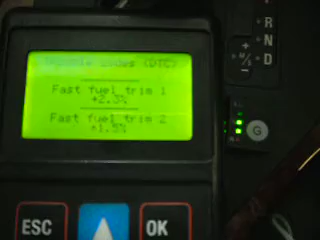 Trouble Codes (DTC)
Fast fuel trim 1
+2.3%
Fast fuel trim 2
+1.5%
ESC
OK
R
N
D
+
M/
-
G